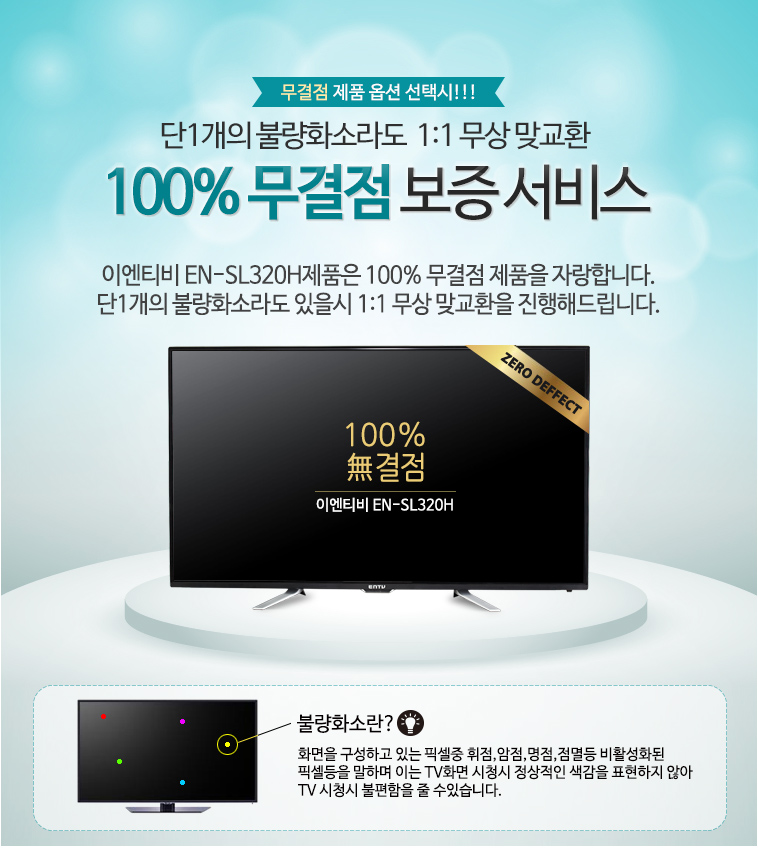 무결점 제품 옵션 선택시!!!
단1개의 불량화소라도 1:1 무상 맞교환
100% 무결점 보증 서비스
이엔티비 EN-SL320H제품은 100% 무결점 제품을 자랑합니다.
단1개의 불량화소라도 있을시 1:1 무상 맞교환을 진행해드립니다.
ZERO DEFFECT
100%
無결점
이엔티비 EN-SL320H
ENTV
불량화소란?
화면을 구성하고 있는 픽셀중 휘점,암점,명점,점멸등 비활성화된
픽셀등을 말하며 이는 TV화면 시청시 정상적인 색감을 표현하지 않아
TV 시청시 불편함을 줄 수있습니다.